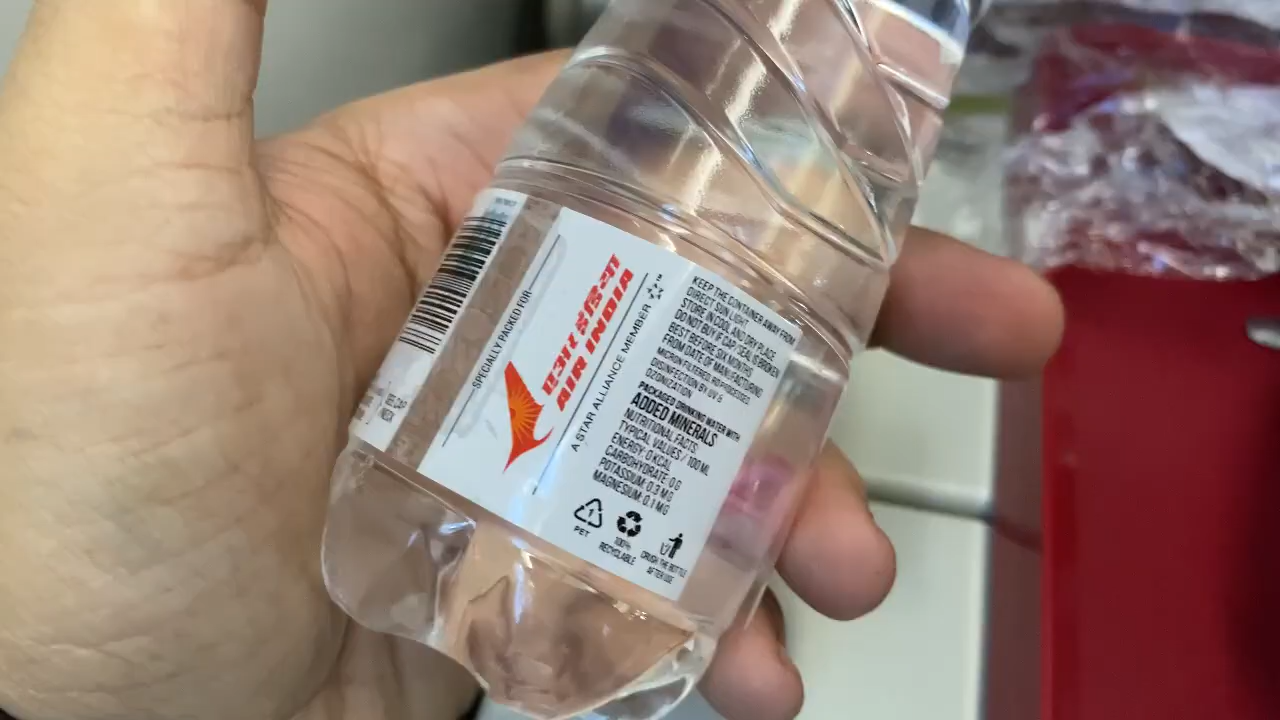 SPECIALLY PACKED FOR
एअर इंडिया
AIR INDIA
A STAR ALLIANCE MEMBER
KEEP THE CONTAINER AWAY FROM
DIRECT SUN LIGHT
STORE IN COOL AND DRY PLACE
DO NOT BUY IF CAP/SEAL IS BROKEN
BEST BEFORE SIX MONTHS
FROM DATE OF MANUFACTURING
MICRON FILTERED, RO PROCESSED,
DISINFECTION BY UV &
OZONIZATION
PACKAGED DRINKING WATER WITH
ADDED MINERALS
NUTRITIONAL FACTS:
TYPICAL VALUES / 100 ML
ENERGY: 0 KCAL
CARBOHYDRATE: 0 G
POTASSIUM: 0.3 MG
MAGNESIUM: 0.1 MG
1
PET
100%
RECYCLABLE
CRUSH THE BOTTLE
AFTER USE